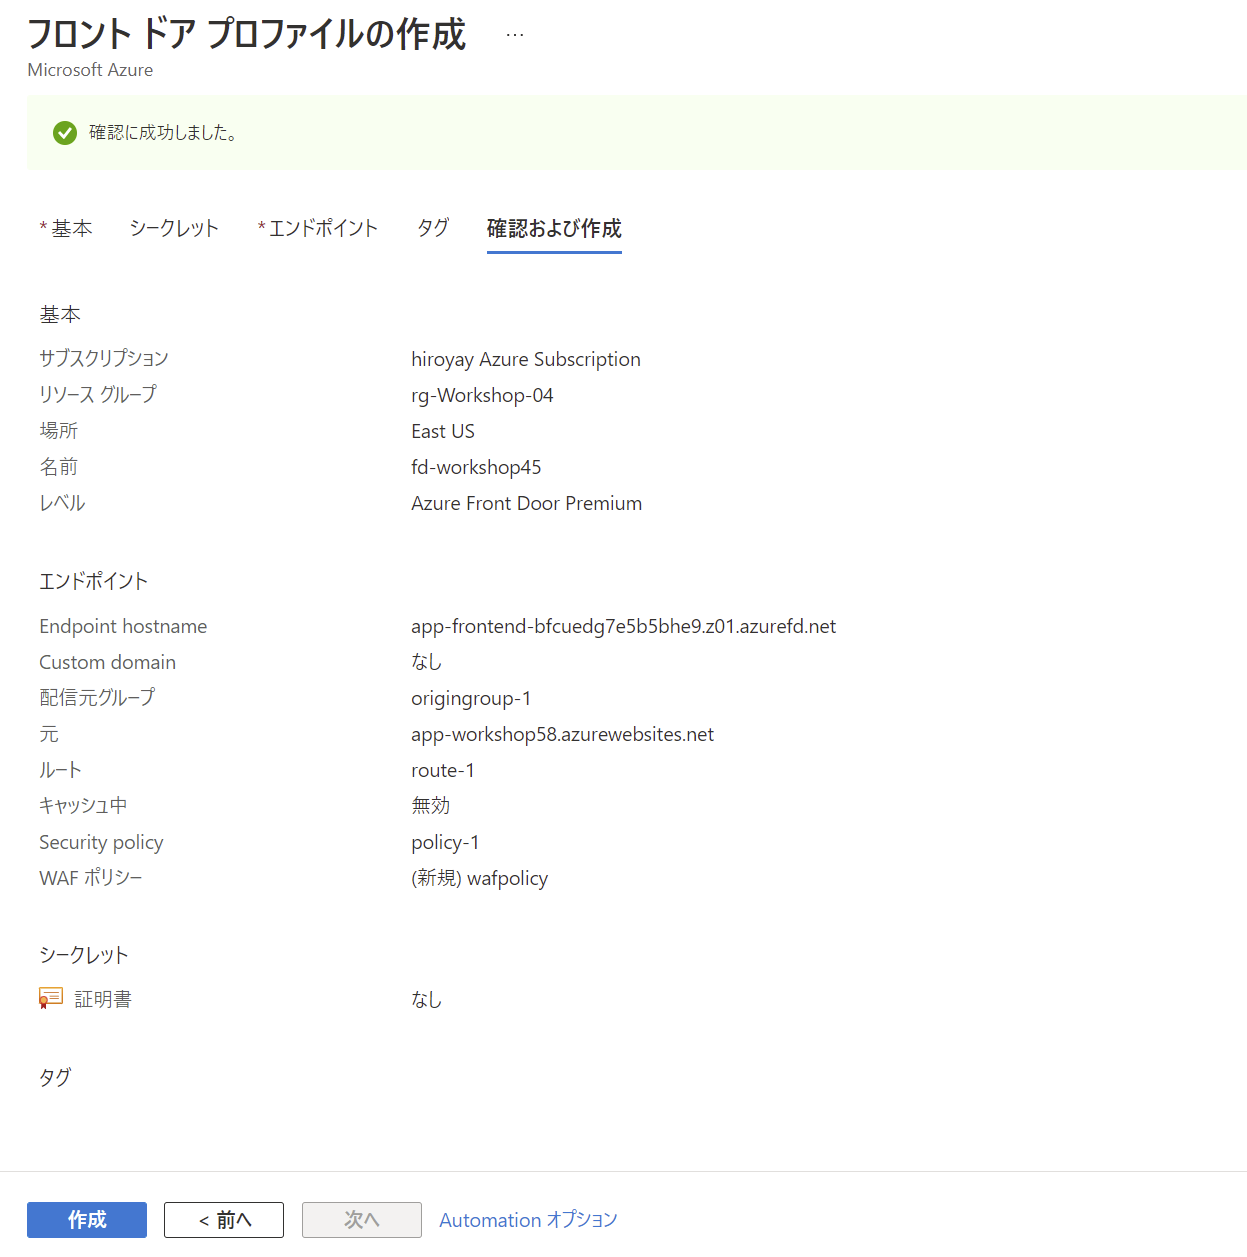 フロント ドア プロファイルの作成 …
Microsoft Azure
確認に成功しました。
* 基本 シークレット * エンドポイント タグ 確認および作成
基本
サブスクリプション hiroyay Azure Subscription
リソース グループ rg-Workshop-04
場所 East US
名前 fd-workshop45
レベル Azure Front Door Premium
エンドポイント
Endpoint hostname app-frontend-bfcuedg7e5b5bhe9.z01.azurefd.net
Custom domain なし
配信元グループ origingroup-1
元 app-workshop58.azurewebsites.net
ルート route-1
キャッシュ中 無効
Security policy policy-1
WAF ポリシー (新規) wafpolicy
シークレット
証明書 なし
タグ
作成 < 前へ 次へ Automation オプション